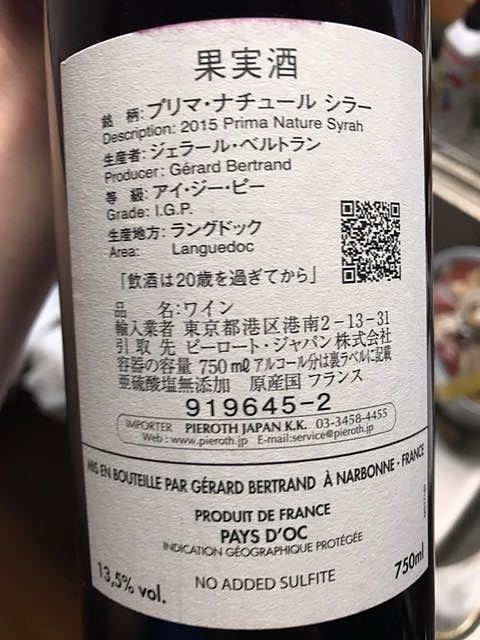 果実酒
銘 柄: プリマ・ナチュール シラー
Description: 2015 Prima Nature Syrah
生産者: ジェラール・ベルトラン
Producer: Gérard Bertrand
等 級: アイ・ジー・ピー
Grade: I.G.P.
生産地方: ラングドック
Area: Languedoc
「飲酒は20歳を過ぎてから」
品 名:ワイン
輸入業者 東京都港区港南2-13-31
引 取 先 ピーロート・ジャパン株式会社
容器の容量 750mℓ アルコール分は裏ラベルに記載
亜硫酸塩無添加 原産国 フランス
919645-2
IMPORTER PIEROTH JAPAN K.K. 03-3458-4455
Web : www.pieroth.jp E-mail:service@pieroth.jp
MIS EN BOUTEILLE PAR GÉRARD BERTRAND À NARBONNE - FRANCE
PRODUIT DE FRANCE
PAYS D'OC
INDICATION GÉOGRAPHIQUE PROTÉGÉE
13,5% vol. NO ADDED SULFITE 750ml